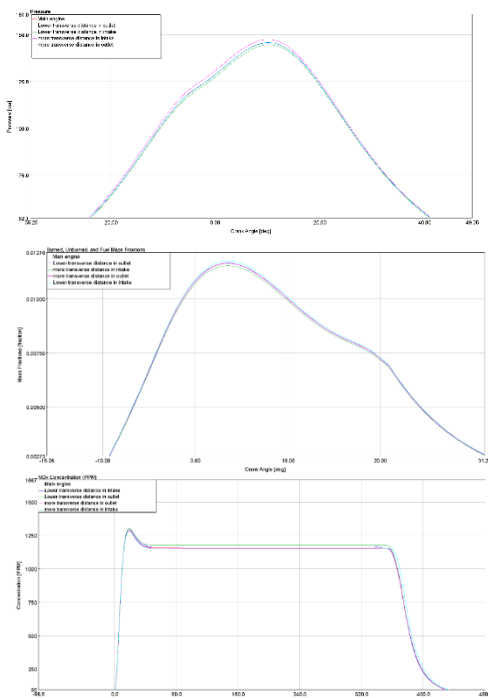 Pressure
Main engine
Lower transverse distance in outlet
Lower transverse distance in intake
more transverse distance in intake
more transverse distance in outlet
150.0
100.0
75.0
Pressure [bar]
20.00
0.00
20.00
40.00
Crank Angle [deg]
Burned, Unburned, and Fuel Mass Fractions
Main engine
Lower transverse distance in outlet
more transverse distance in intake
more transverse distance in outlet
Lower transverse distance in intake
0.01000
0.00750
0.00500
0.00275
Mass Fractions [fraction]
-10.00
0.00
10.00
20.00
31.2
Crank Angle [deg]
NOx Concentration (PPM)
Main engine
Lower transverse distance in intake
Lower transverse distance in outlet
more transverse distance in outlet
more transverse distance in intake
1500
1250
1000
750
500
250
Concentration [PPM]
0.0
80.00
160.0
240.0
320.0
400.0
Crank Angle [deg]